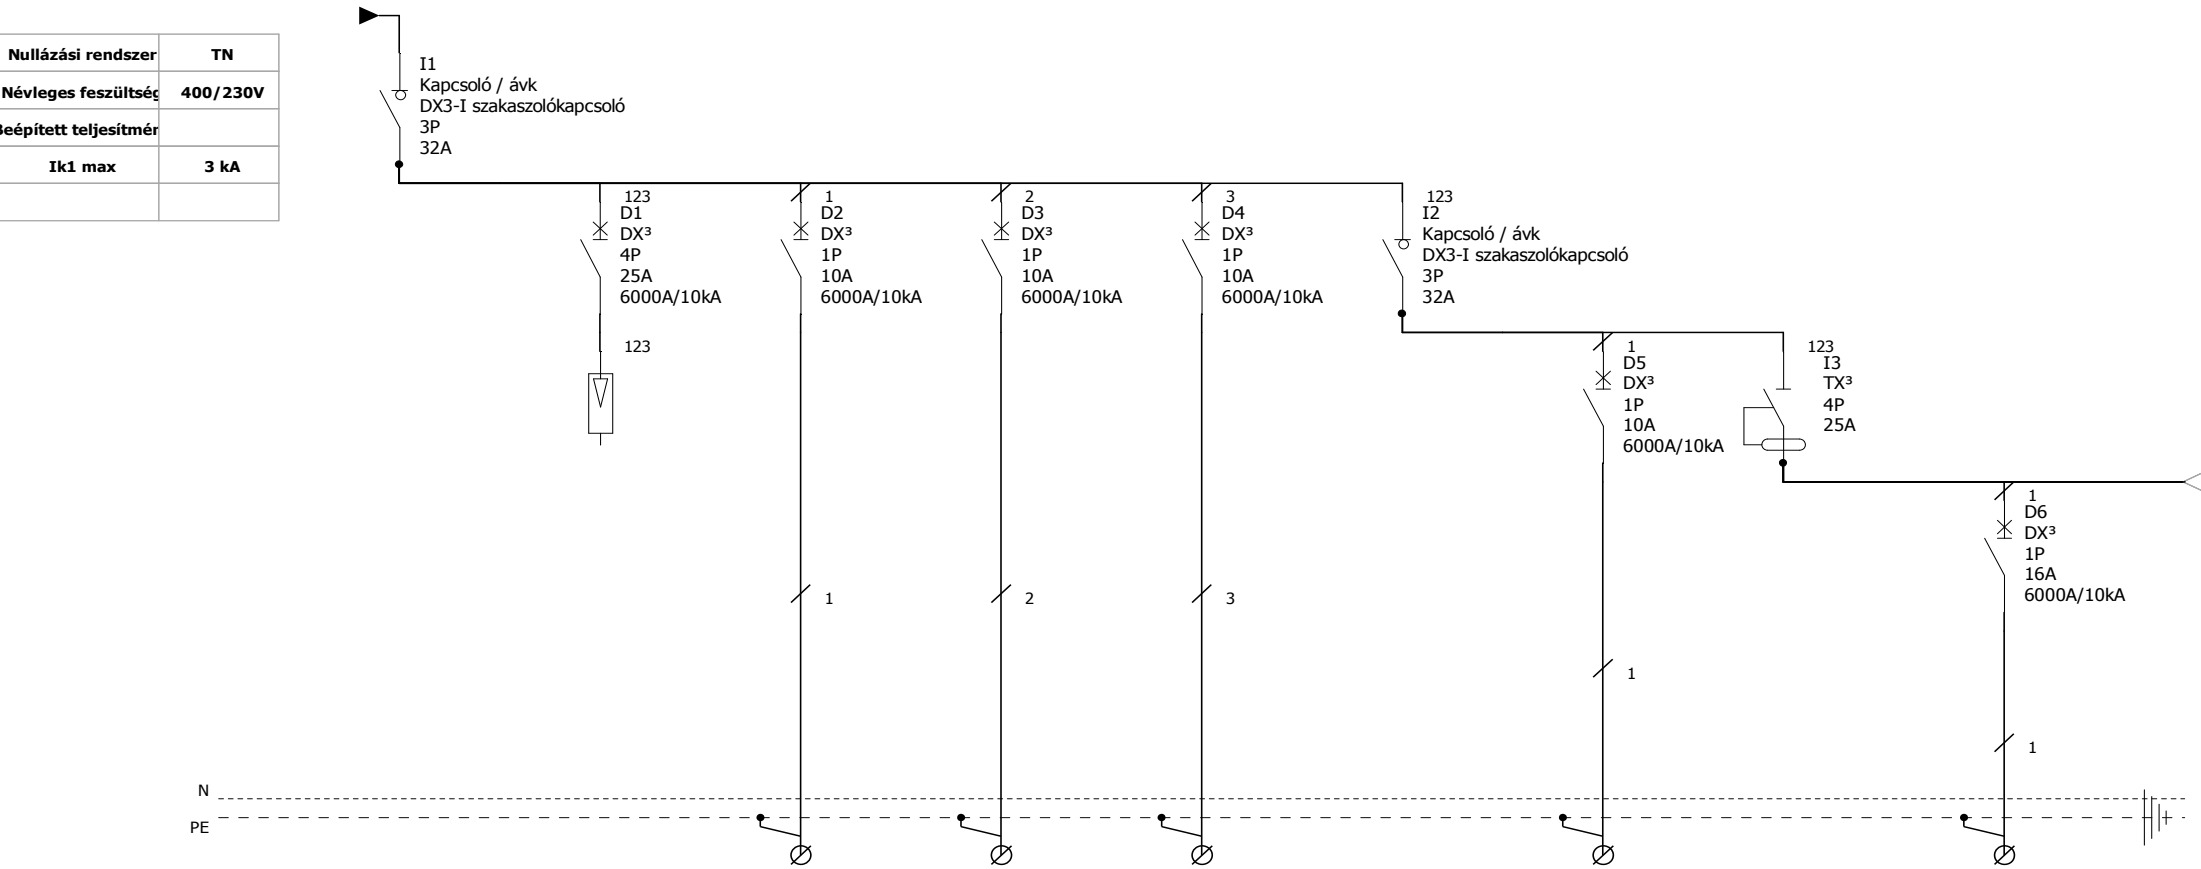 Nullázási rendszer TN
Névleges feszültség 400/230V
Beépített teljesítmén
Ik1 max 3 kA
I1
Kapcsoló / ávk
DX3-I szakaszolókapcsoló
3P
32A
123
D1
DX³
4P
25A
6000A/10kA
123
1
D2
DX³
1P
10A
6000A/10kA
1
2
D3
DX³
1P
10A
6000A/10kA
2
3
D4
DX³
1P
10A
6000A/10kA
3
123
I2
Kapcsoló / ávk
DX3-I szakaszolókapcsoló
3P
32A
1
D5
DX³
1P
10A
6000A/10kA
1
123
I3
TX³
4P
25A
1
D6
DX³
1P
16A
6000A/10kA
1
N
PE